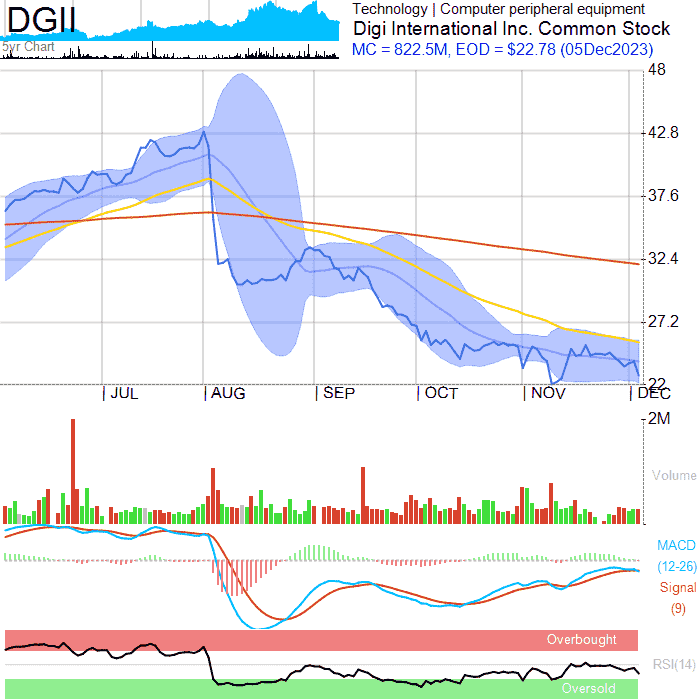 DGII
5yr Chart
Technology | Computer peripheral equipment
Digi International Inc. Common Stock
MC = 822.5M, EOD = $22.78 (05Dec2023)
48
42.8
37.6
32.4
27.2
22
JUL
AUG
SEP
OCT
NOV
DEC
2M
Volume
MACD
(12-26)
Signal
(9)
Overbought
RSI(14)
Oversold